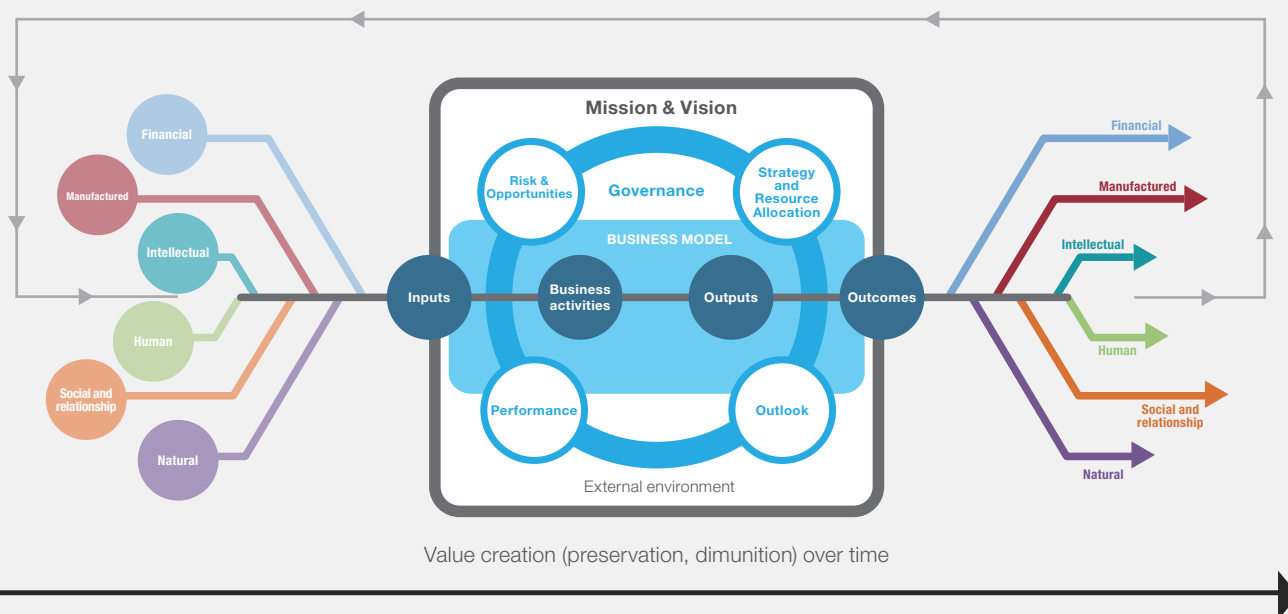 Financial
Manufactured
Intellectual
Human
Social and
relationship
Natural
Mission & Vision
Risk &
Opportunities
Governance
Strategy
and
Resource
Allocation
BUSINESS MODEL
Inputs
Business
activities
Outputs
Outcomes
Performance
Outlook
External environment
Financial
Manufactured
Intellectual
Human
Social and
relationship
Natural
Value creation (preservation, dimunition) over time